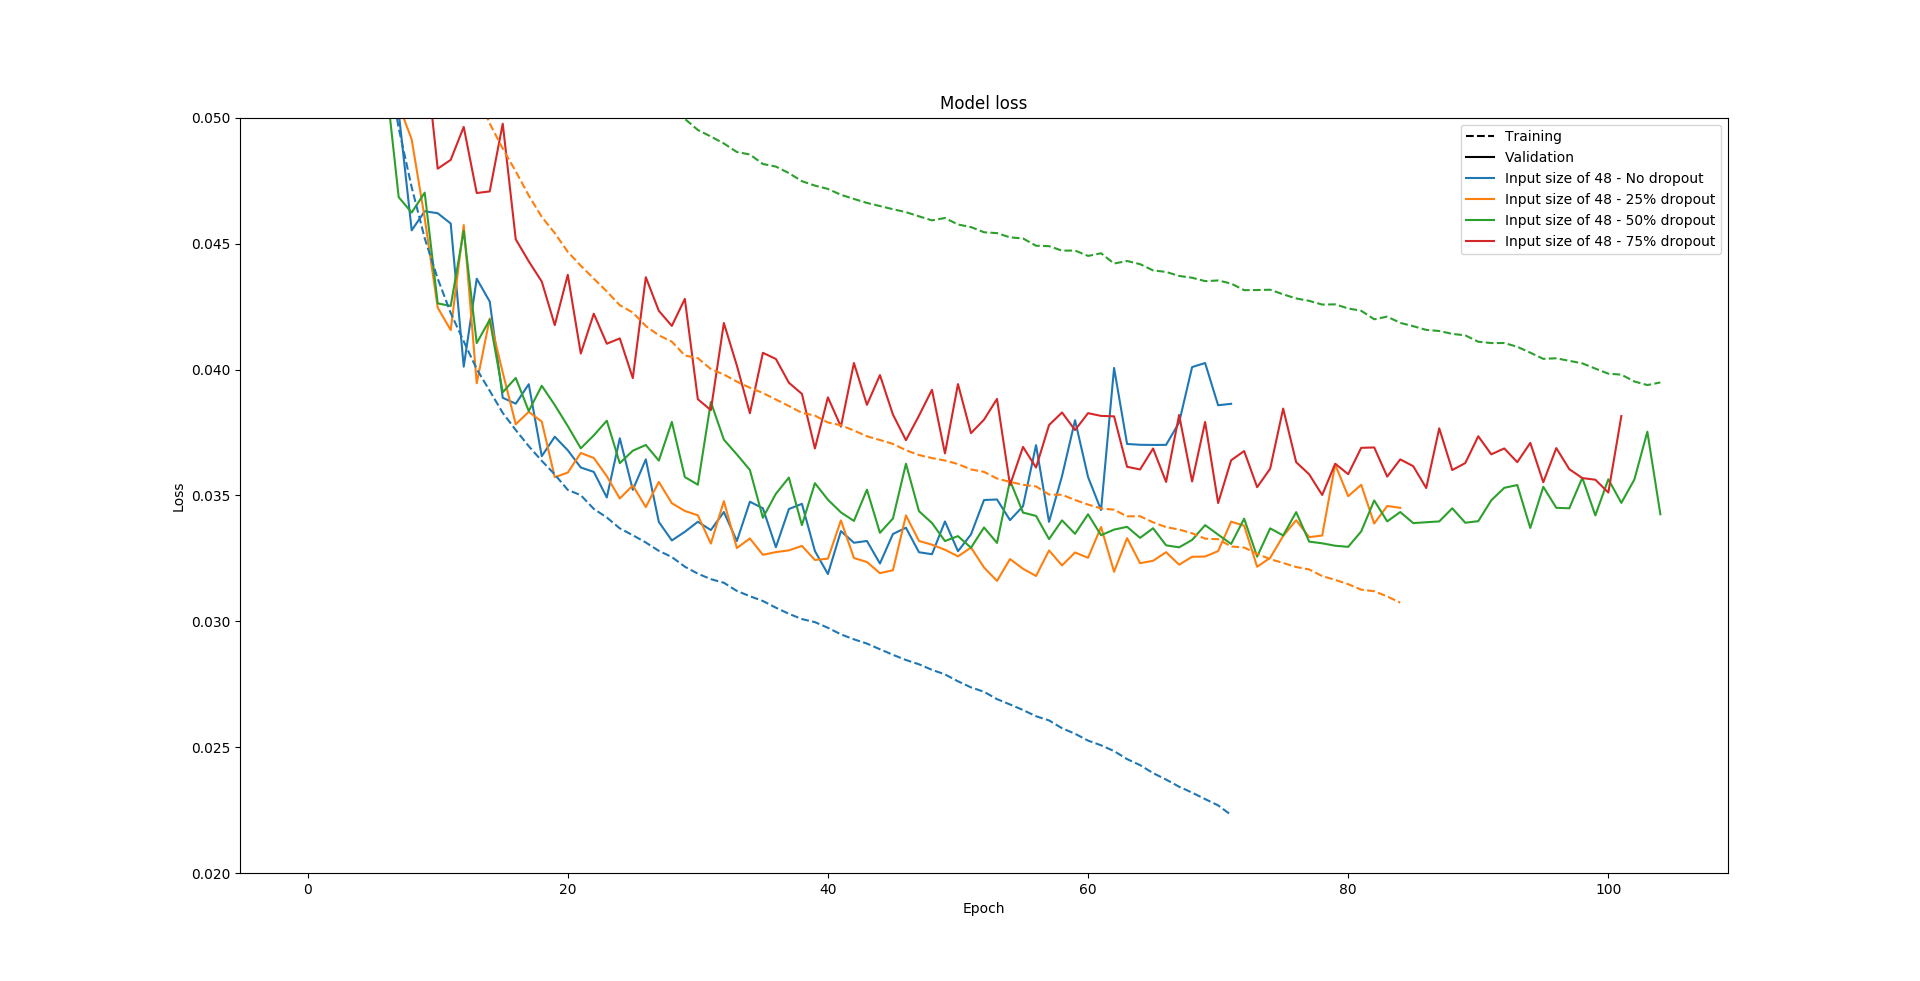 Model loss
0.050
0.045
0.040
0.035
0.030
0.025
0.020
Loss
0
20
40
60
80
100
Epoch
Training
Validation
Input size of 48 - No dropout
Input size of 48 - 25% dropout
Input size of 48 - 50% dropout
Input size of 48 - 75% dropout